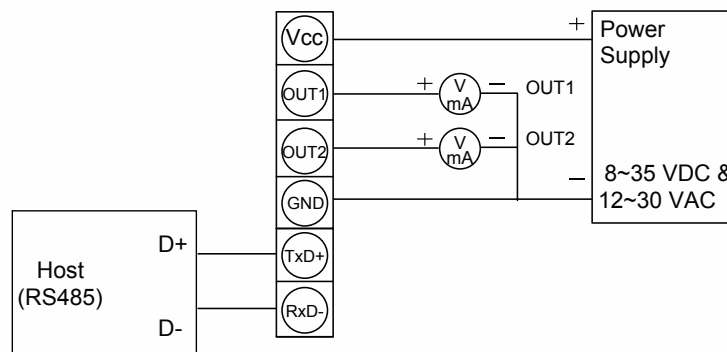 Vcc
+
Power
Supply
OUT1
+
V
mA
−
OUT1
OUT2
+
V
mA
−
OUT2
GND
−
8~35 VDC &
12~30 VAC
D+
TxD+
Host
(RS485)
D-
RxD-